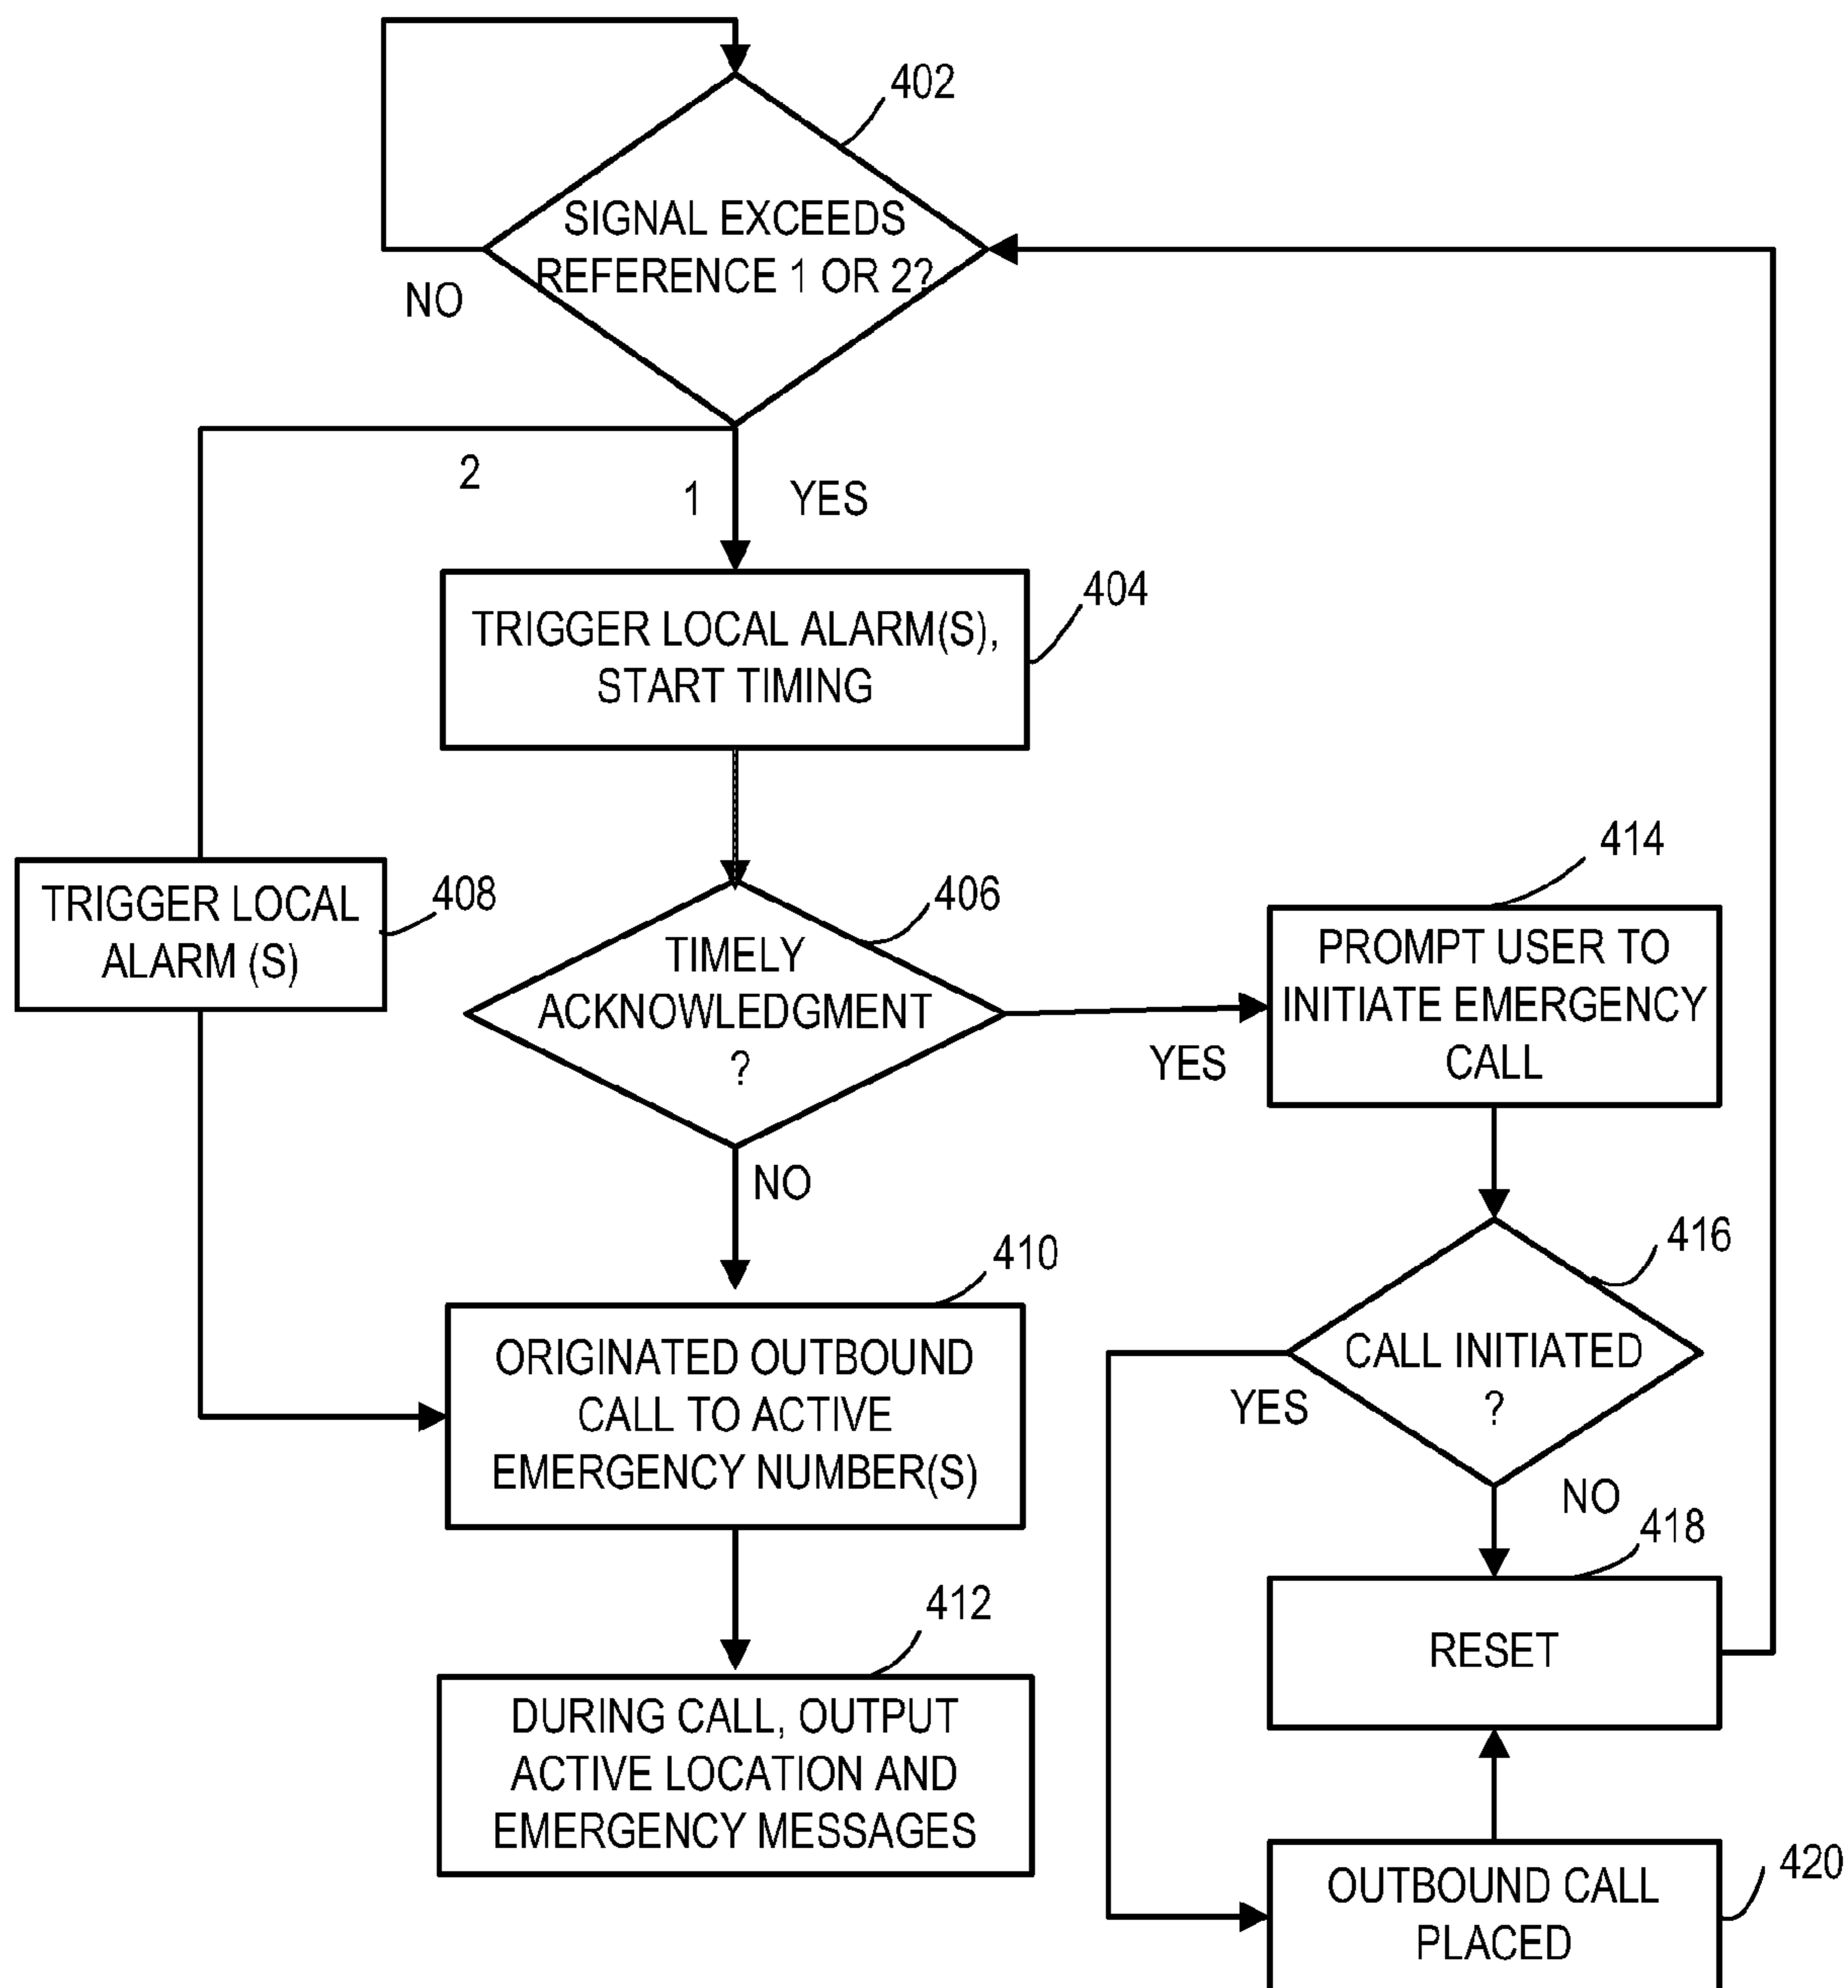 402
SIGNAL EXCEEDS
REFERENCE 1 OR 2?
NO
2
1
YES
404
TRIGGER LOCAL ALARM(S),
START TIMING
408
TRIGGER LOCAL
ALARM (S)
406
TIMELY
ACKNOWLEDGMENT
?
YES
NO
414
PROMPT USER TO
INITIATE EMERGENCY
CALL
410
ORIGINATED OUTBOUND
CALL TO ACTIVE
EMERGENCY NUMBER(S)
416
CALL INITIATED
?
YES
NO
412
DURING CALL, OUTPUT
ACTIVE LOCATION AND
EMERGENCY MESSAGES
418
RESET
420
OUTBOUND CALL
PLACED